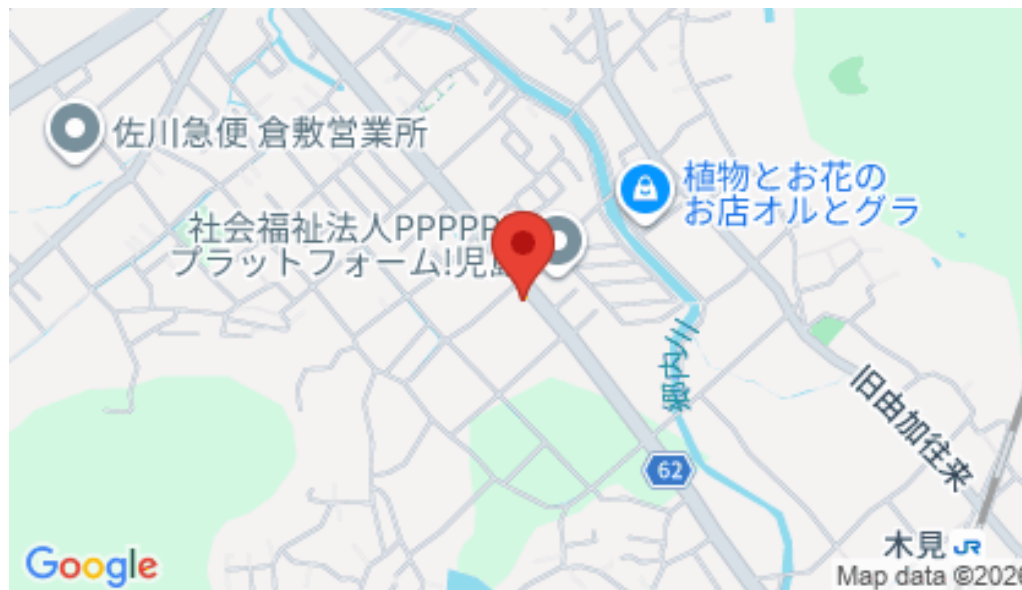 佐川急便 倉敷営業所
植物とお花の
お店オルとグラ
社会福祉法人PPPPP
プラットフォーム!児
郷内川
旧由加往来
62
木見 JR
Google
Map data ©2026